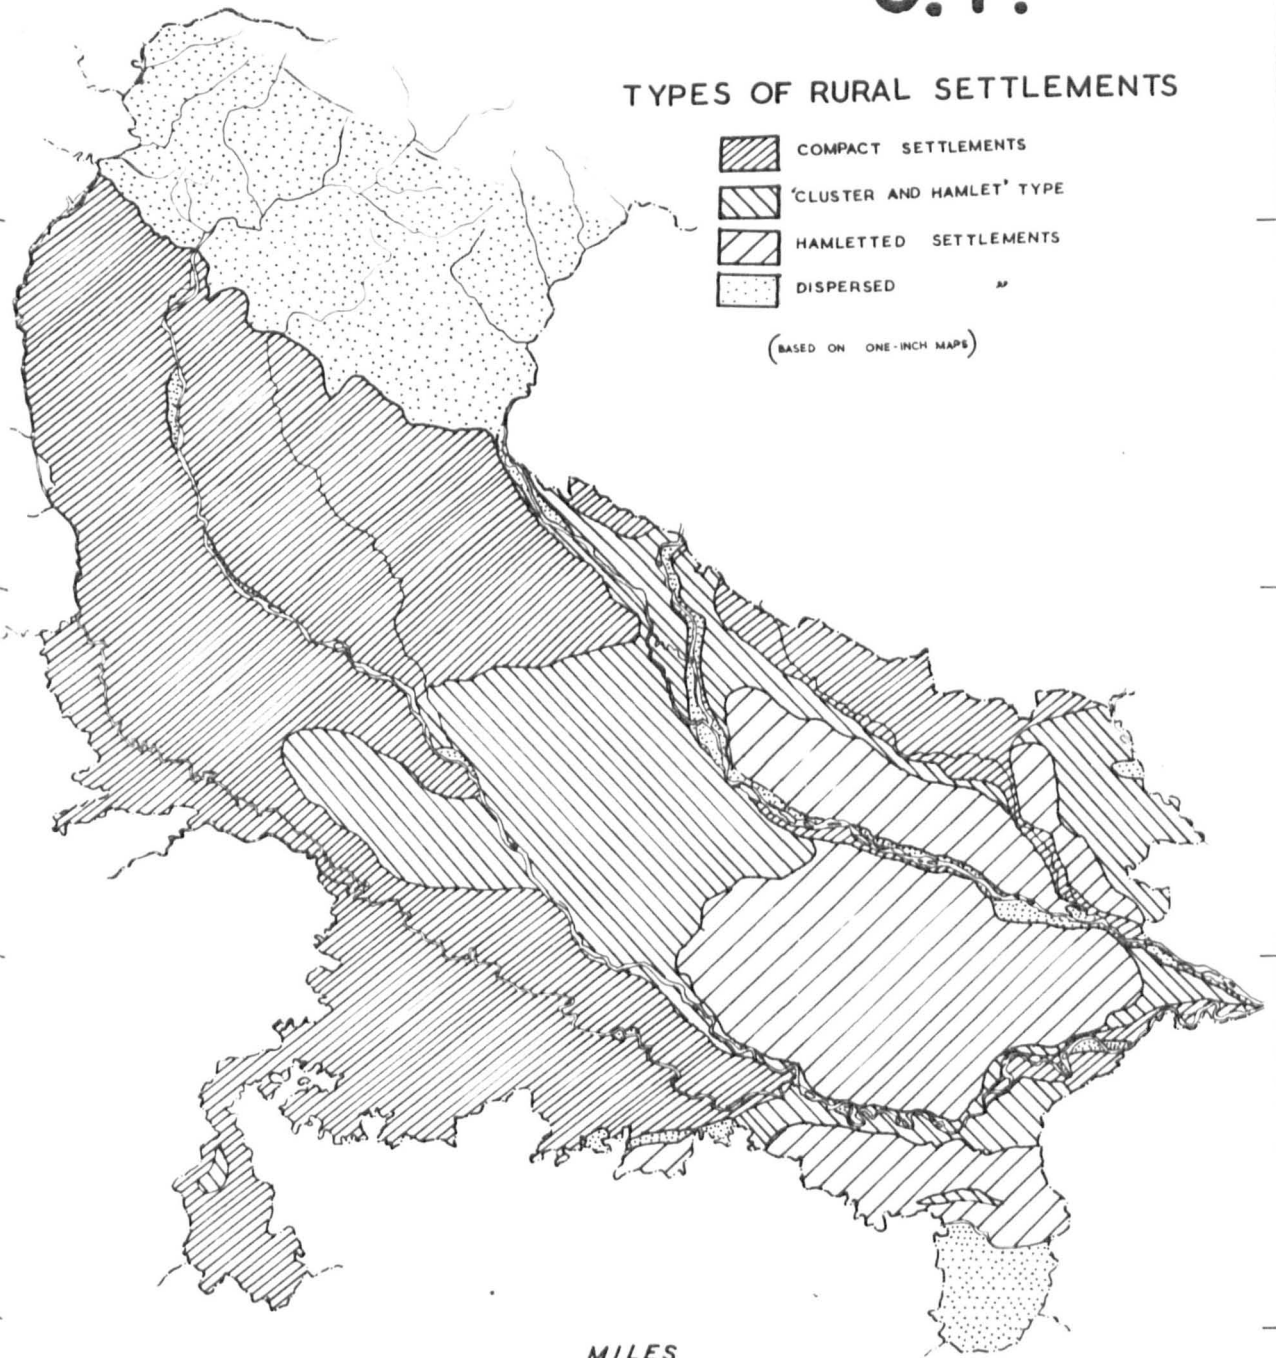 U.P.
TYPES OF RURAL SETTLEMENTS
COMPACT SETTLEMENTS
'CLUSTER AND HAMLET' TYPE
HAMLETTED SETTLEMENTS
DISPERSED "
(BASED ON ONE-INCH MAPS)
MILES